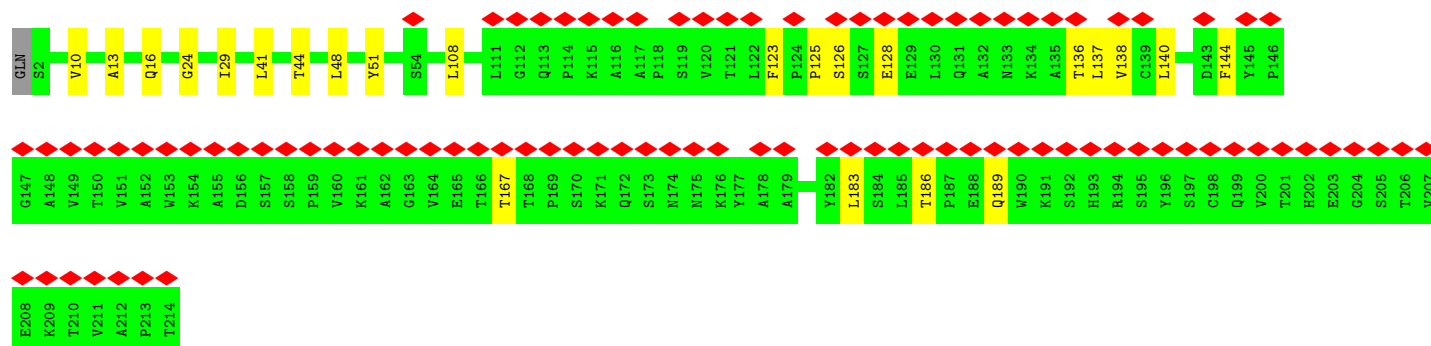 GLN S2 V10 A13 Q16 G24 I29 L41 T44 L48 Y51 S54 L108 L111 G112 Q113 P114 K115 A116 A117 P118 S119 V120 T121 L122 F123 P124 P125 S126 S127 E128 E129 L130 Q131 A132 N133 K134 A135 T136 L137 V138 C139 L140 D143 F144 Y145 P146
G147 A148 V149 T150 V151 A152 W153 K154 A155 D156 S157 S158 P159 V160 K161 A162 G163 V164 E165 T166 T167 T168 P169 S170 K171 Q172 S173 N174 N175 K176 Y177 A178 A179 Y182 L183 S184 L185 T186 P187 E188 Q189 W190 K191 S192 H193 R194 S195 Y196 S197 C198 Q199 V200 T201 H202 E203 G204 S205 T206 V207
E208 K209 T210 V211 A212 P213 T214